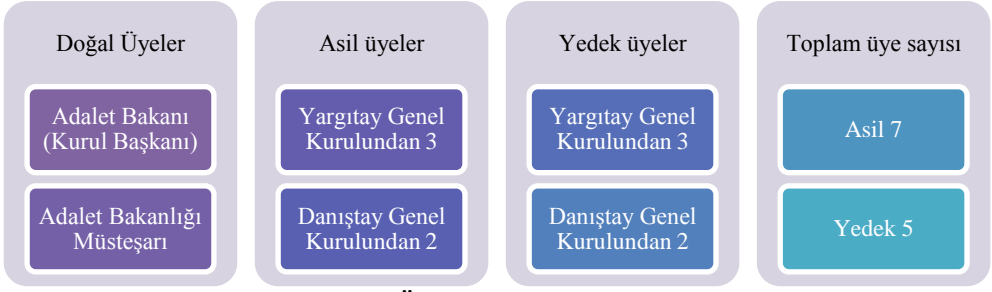 Doğal Üyeler
Adalet Bakanı
(Kurul Başkanı)
Adalet Bakanlığı
Müsteşarı
Asil üyeler
Yargıtay Genel
Kurulundan 3
Danıştay Genel
Kurulundan 2
Yedek üyeler
Yargıtay Genel
Kurulundan 3
Danıştay Genel
Kurulundan 2
Toplam üye sayısı
Asil 7
Yedek 5